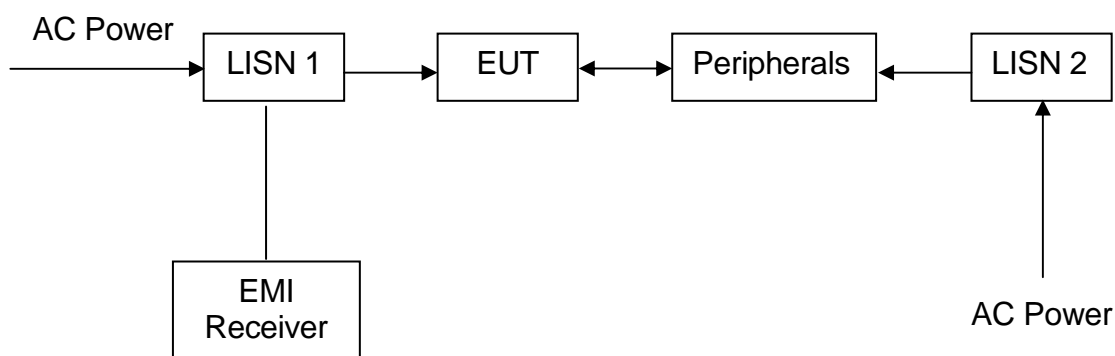 AC Power
LISN 1
EUT
Peripherals
LISN 2
EMI
Receiver
AC Power